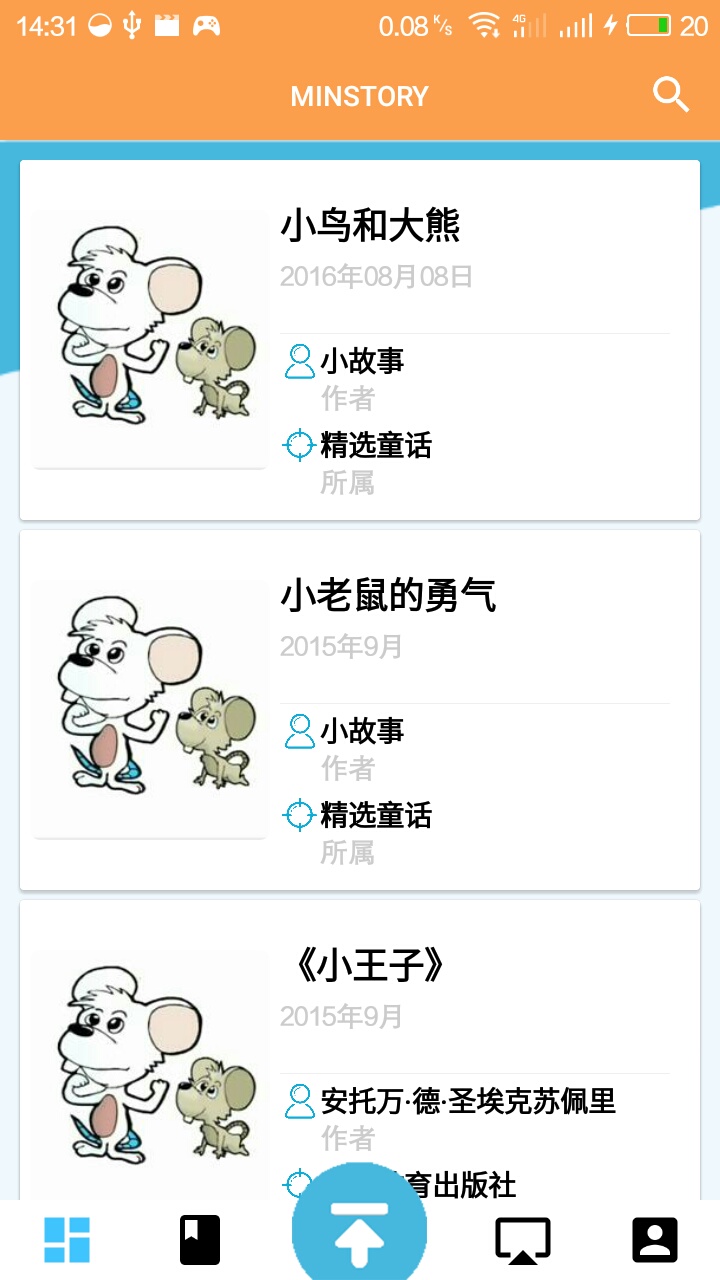 14:31 0.08 K/s 4G 20
MINSTORY
小鸟和大熊
2016年08月08日
小故事
作者
精选童话
所属
小老鼠的勇气
2015年9月
小故事
作者
精选童话
所属
《小王子》
2015年9月
安托万·德·圣埃克苏佩里
作者
育出版社